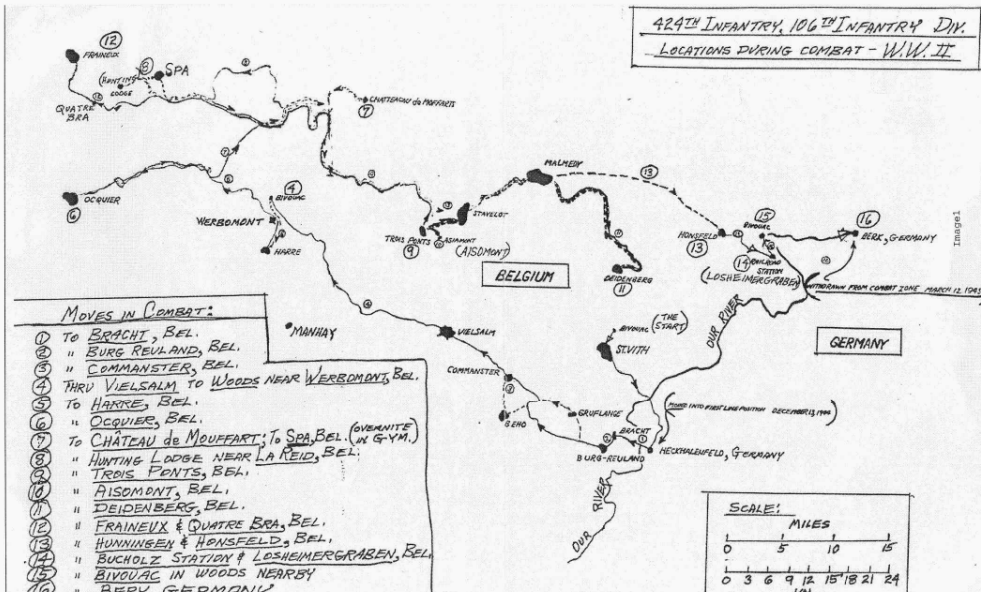 424TH INFANTRY, 106TH INFANTRY DIV.
LOCATIONS DURING COMBAT - W.W. II
12
FRAINEUX
8
SPA
(HUNTING
LODGE
QUATRE
BRA
CHATTEAU de MOFFARTS
7
OCQUIER
6
4
BIVOUAC
WERBOMONT
HARRE
MALMEDY
13
STAVELOT
TROIS PONTS
9
(AISOMONT)
BELGIUM
DEIDENBERG
11
HONSFELD
13
15
BIVOUAC
16
BERK, GERMANY
14
RAILROAD
STATION
(LOSHEIMERGRABEN)
WITHDRAWN FROM COMBAT ZONE MARCH 12, 1945
Image1
OUR RIVER
GERMANY
MANHAY
VIELSALM
BIVOUAC (THE
START)
ST.VITH
COMMANSTER
GRUFLANGE
BEHO
BRACHT
BURG-REULAND
MOVED INTO FIRST LINE POSITION DECEMBER 13, 1944
HECKHALENFELD, GERMANY
OUR RIVER
MOVES IN COMBAT:
1 TO BRACHT, BEL.
2 " BURG REULAND, BEL.
3 " COMMANSTER, BEL.
4 THRU VIELSALM TO WOODS NEAR WERBOMONT, BEL.
5 TO HARRE, BEL.
6 " OCQUIER, BEL.
7 TO CHÂTEAU de MOUFFART; TO SPA, BEL. (OVERNITE IN GYM.)
8 " HUNTING LODGE NEAR LA REID, BEL.
9 " TROIS PONTS, BEL.
10 " AISOMONT, BEL.
11 " DEIDENBERG, BEL.
12 " FRAINEUX & QUATRE BRA, BEL.
13 " HUNNINGEN & HONSFELD, BEL.
14 " BUCHOLZ STATION & LOSHEIMERGRABEN, BEL.
15 " BIVOUAC IN WOODS NEARBY
16 " BERK, GERMANY
SCALE:
MILES
0 5 10 15
0 3 6 9 12 15 18 21 24
KM